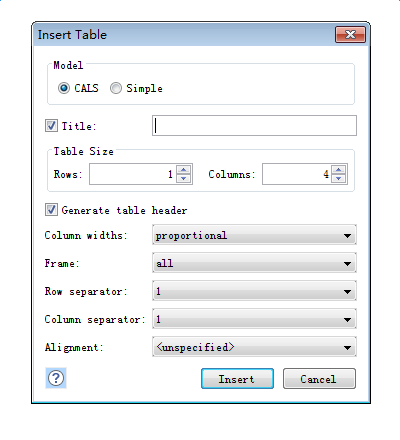 Insert Table
Model
CALS Simple
Title:
Table Size
Rows: 1 Columns: 4
Generate table header
Column widths: proportional
Frame: all
Row separator: 1
Column separator: 1
Alignment: <unspecified>
? Insert Cancel